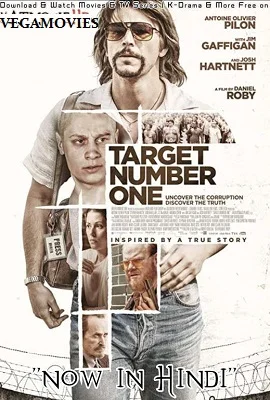 Download & Watch Movies & TV Series | K-Drama & More Free on
VEGAMOVIES
ANTOINE OLIVIER
PILON
WITH
JIM
GAFFIGAN
AND
JOSH
HARTNETT
A FILM BY
DANIEL
ROBY
TARGET
NUMBER
ONE
UNCOVER THE CORRUPTION
DISCOVER THE TRUTH
INSPIRED BY A TRUE STORY
PRESS
"NOW IN HINDI"